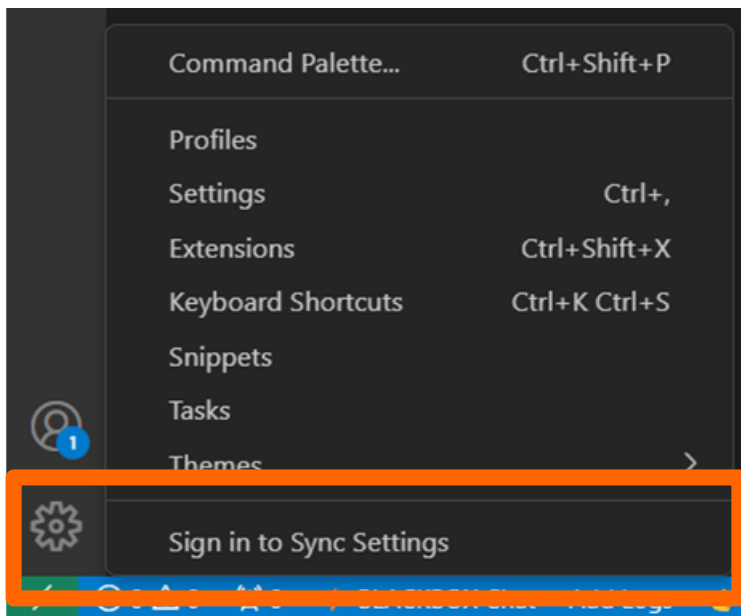 Command Palette... Ctrl+Shift+P
Profiles
Settings Ctrl+,
Extensions Ctrl+Shift+X
Keyboard Shortcuts Ctrl+K Ctrl+S
Snippets
Tasks
1
Themes
Sign in to Sync Settings